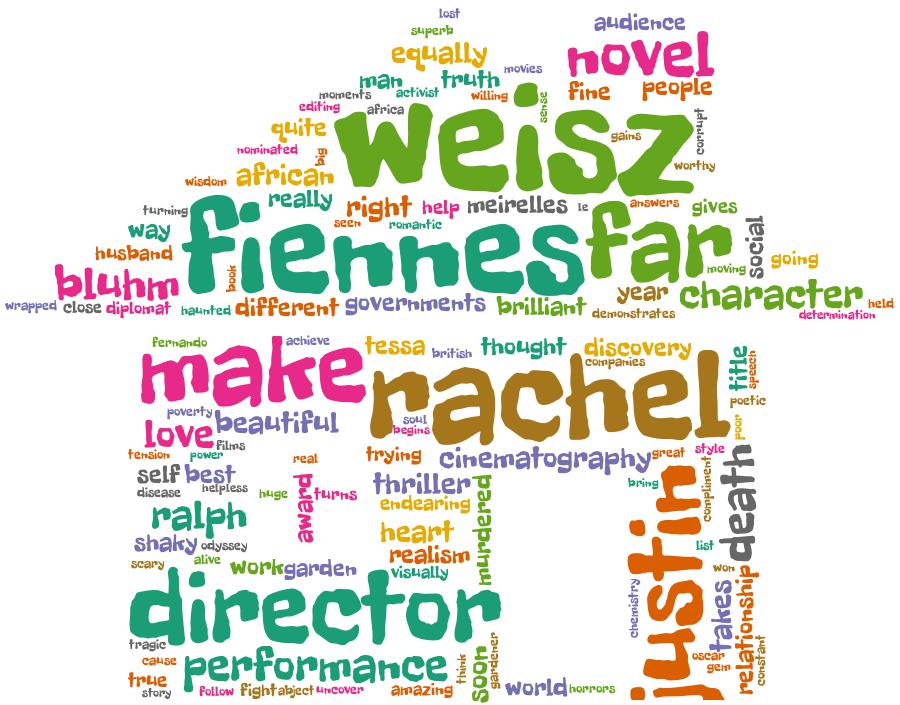 lost
superb
audience
equally
novel
man
truth
movies
fine
people
moments
activist
willing
sense
editing
africa
weisz
gains
corrupt
quite
nominated
big
worthy
wisdom
african
turning
really
right
help
meirelles
le
answers
gives
seen
romantic
way
fiennes
far
social
husband
book
moving
going
bluhm
wrapped
close
diplomat
haunted
different
governments
brilliant
year
demonstrates
character
held
determination
fernando
achieve
make
tessa
british
thought
discovery
companies
title
speech
rachel
poverty
beautiful
soul
begins
love
films
poetic
poor
tension
power
real
trying
cinematography
great
style
self
best
disease
helpless
huge
award
turns
thriller
endearing
murdered
bring
justin
compliment
death
ralph
heart
shaky
odyssey
realism
list
scary
alive
work
garden
visually
won
director
chemistry
takes
relationship
tragic
performance
oscar
gem
constant
cause
true
story
follow
fight
abject
uncover
amazing
think
soon
gardener
world
horrors